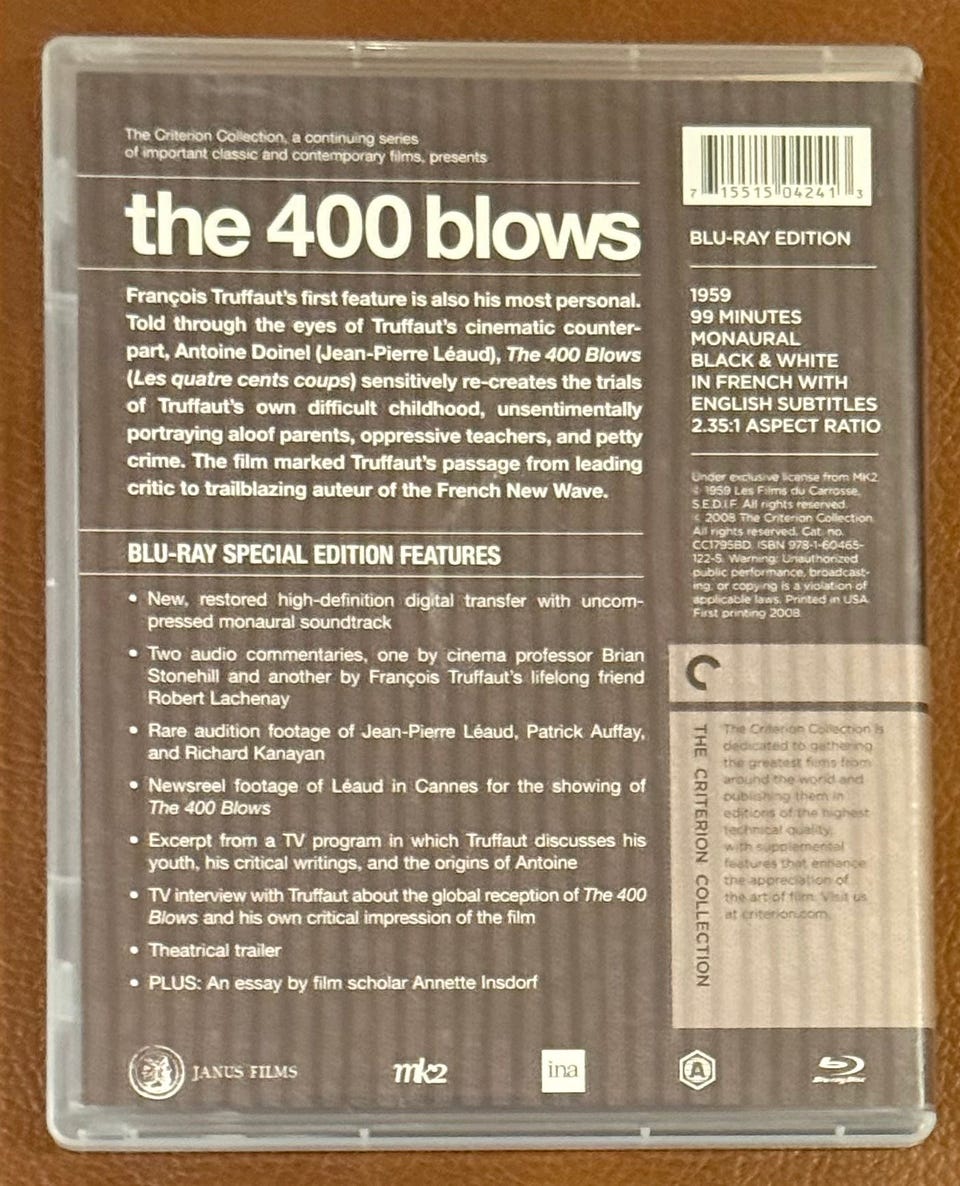 The Criterion Collection, a continuing series
of important classic and contemporary films, presents
the 400 blows
François Truffaut's first feature is also his most personal.
Told through the eyes of Truffaut's cinematic counter-
part, Antoine Doinel (Jean-Pierre Léaud), The 400 Blows
(Les quatre cents coups) sensitively re-creates the trials
of Truffaut's own difficult childhood, unsentimentally
portraying aloof parents, oppressive teachers, and petty
crime. The film marked Truffaut's passage from leading
critic to trailblazing auteur of the French New Wave.
BLU-RAY SPECIAL EDITION FEATURES
• New, restored high-definition digital transfer with uncom-
pressed monaural soundtrack
• Two audio commentaries, one by cinema professor Brian
Stonehill and another by François Truffaut's lifelong friend
Robert Lachenay
• Rare audition footage of Jean-Pierre Léaud, Patrick Auffay,
and Richard Kanayan
• Newsreel footage of Léaud in Cannes for the showing of
The 400 Blows
• Excerpt from a TV program in which Truffaut discusses his
youth, his critical writings, and the origins of Antoine
• TV interview with Truffaut about the global reception of The 400
Blows and his own critical impression of the film
• Theatrical trailer
• PLUS: An essay by film scholar Annette Insdorf
7 15515 04241 3
BLU-RAY EDITION
1959
99 MINUTES
MONAURAL
BLACK & WHITE
IN FRENCH WITH
ENGLISH SUBTITLES
2.35:1 ASPECT RATIO
Under exclusive license from MK2.
© 1959 Les Films du Carrosse,
S.E.D.I.F. All rights reserved.
© 2008 The Criterion Collection.
All rights reserved. Cat. no.
CC1795BD. ISBN 978-1-60465-
122-5. Warning: Unauthorized
public performance, broadcast-
ing, or copying is a violation of
applicable laws. Printed in USA.
First printing 2008.
THE CRITERION COLLECTION
The Criterion Collection is
dedicated to gathering
the greatest films from
around the world and
publishing them in
editions of the highest
technical quality,
with supplemental
features that enhance
the appreciation of
the art of film. Visit us
at criterion.com.
JANUS FILMS
mk2
ina
A
Blu-ray Disc